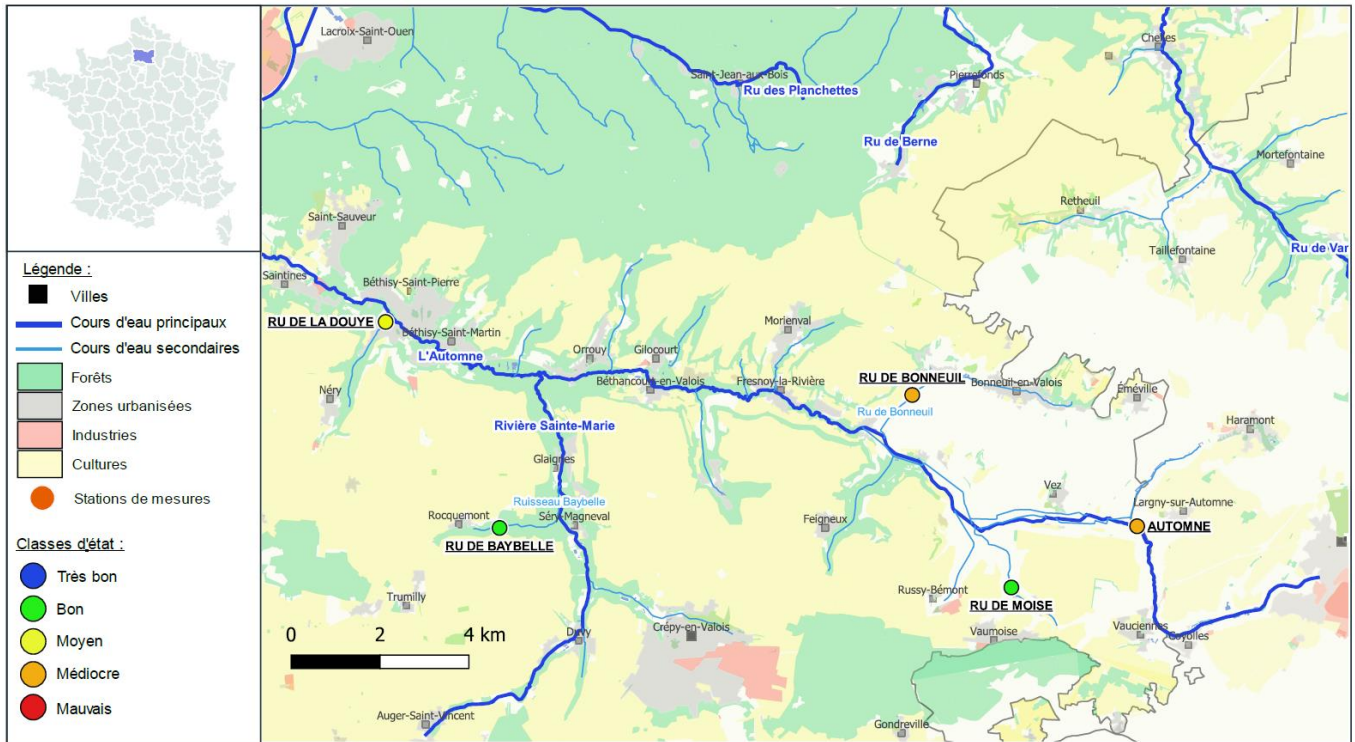 Légende :
Villes
Cours d'eau principaux
Cours d'eau secondaires
Forêts
Zones urbanisées
Industries
Cultures
Stations de mesures
Classes d'état :
Très bon
Bon
Moyen
Médiocre
Mauvais
Lacroix-Saint-Ouen
Saint-Jean-aux-Bois
Ru des Planchettes
Pierrefonds
Chelles
Ru de Berne
Mortefontaine
Retheuil
Saint-Sauveur
Taillefontaine
Ru de Van
Saintines
Béthisy-Saint-Pierre
RU DE LA DOUYE
Béthisy-Saint-Martin
Morienval
L'Automne
Orrouy
Gilocourt
Néry
Béthancourt-en-Valois
Fresnoy-la-Rivière
RU DE BONNEUIL
Bonneuil-en-Valois
Éméville
Ru de Bonneuil
Haramont
Rivière Sainte-Marie
Glaignes
Vez
Ruisseau Baybelle
Largny-sur-Automne
Rocquemont
Séry-Magneval
Feigneux
AUTOMNE
RU DE BAYBELLE
Trumilly
Russy-Bémont
RU DE MOISE
0 2 4 km
Duvy
Crépy-en-Valois
Vaumoise
Vauciennes
Coyolles
Auger-Saint-Vincent
Gondreville